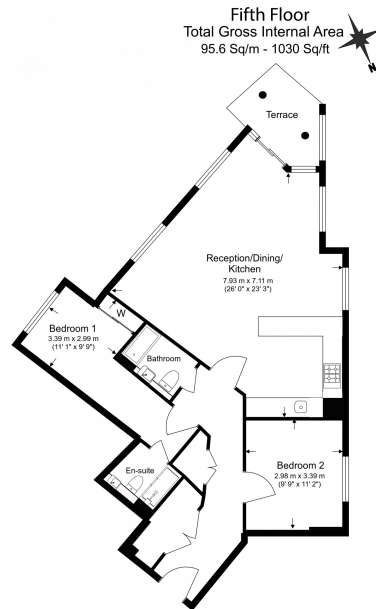 Fifth Floor
Total Gross Internal Area
95.6 Sq/m - 1030 Sq/ft
N
Terrace
Reception/Dining/
Kitchen
7.93 m x 7.11 m
(26' 0" x 23' 3")
W
Bedroom 1
3.39 m x 2.99 m
(11' 1" x 9' 9")
Bathroom
En-suite
Bedroom 2
2.98 m x 3.39 m
(9' 9" x 11' 2")